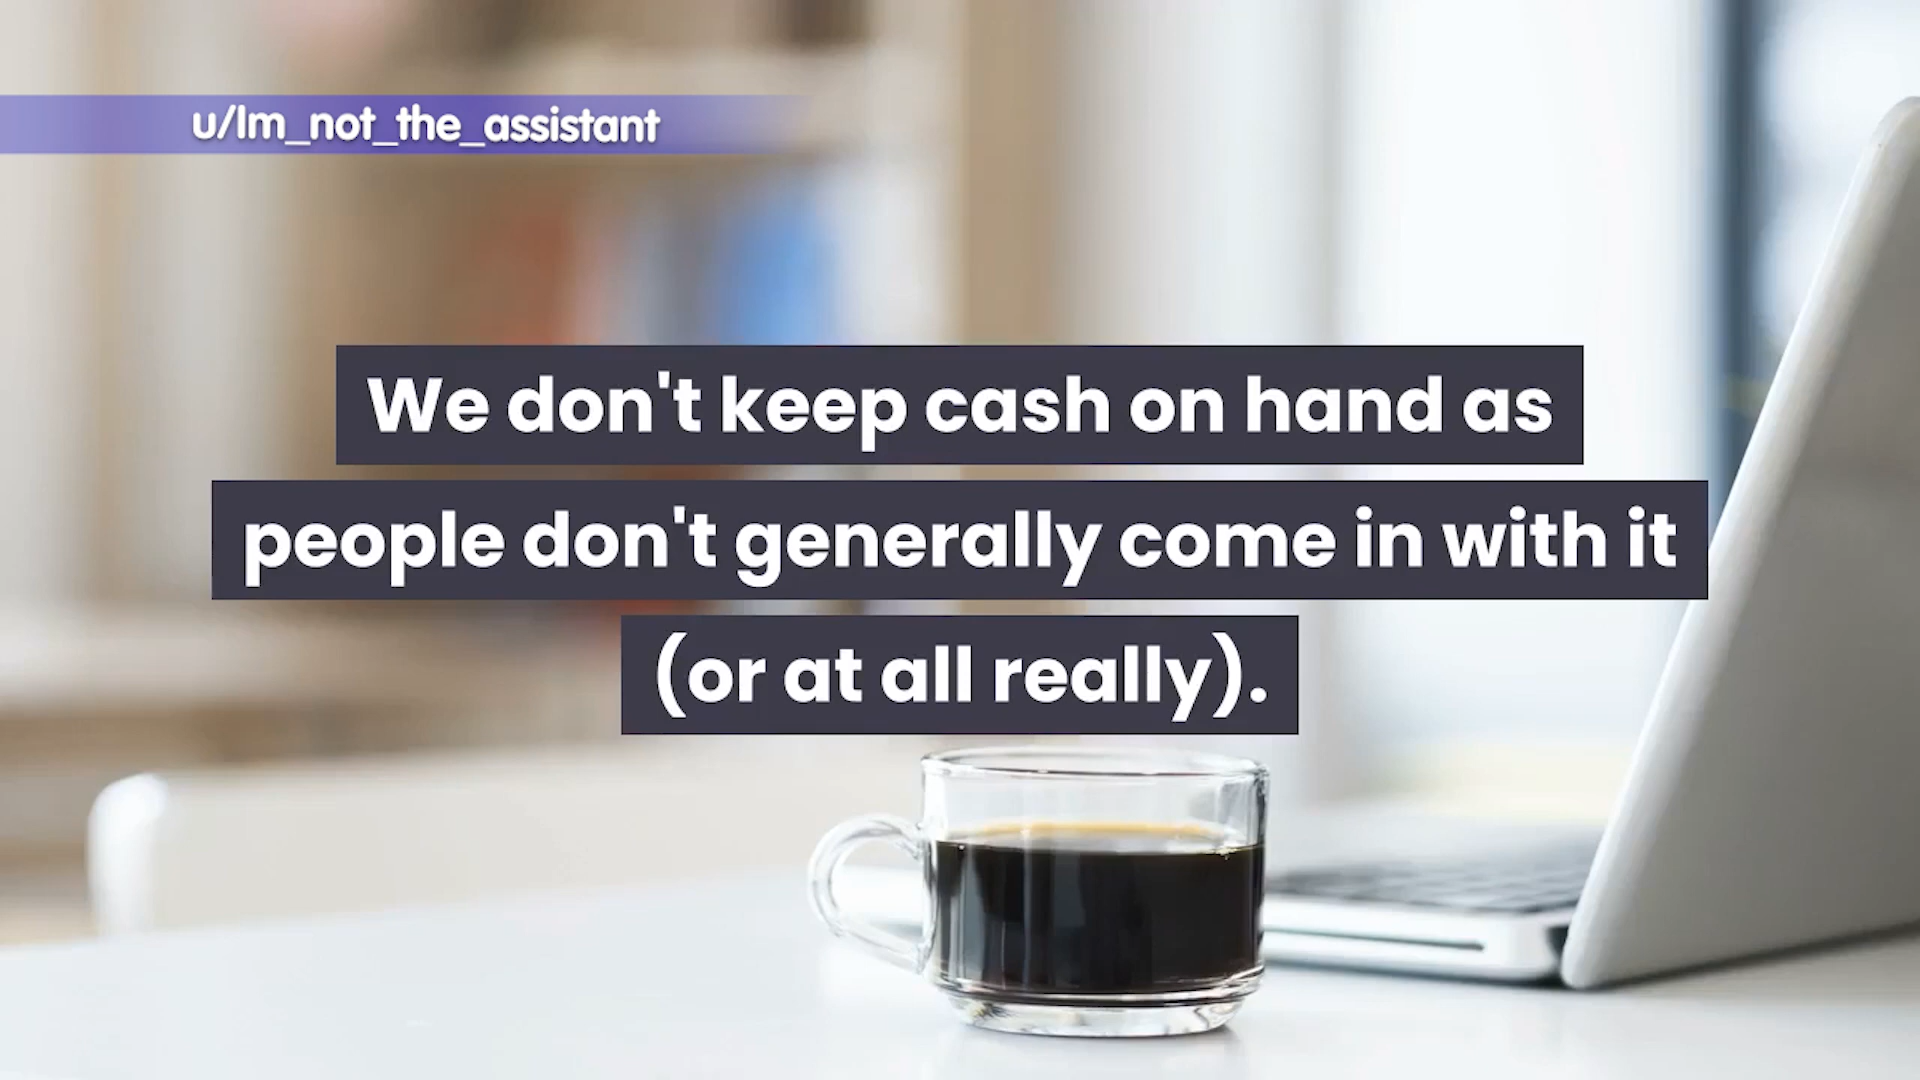 u/Im_not_the_assistant
We don't keep cash on hand as
people don't generally come in with it
(or at all really).